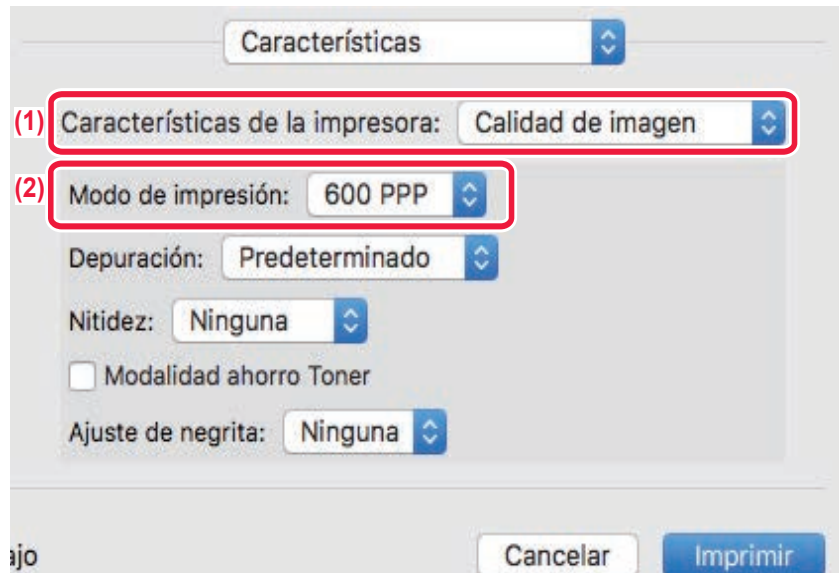 Características
(1) Características de la impresora: Calidad de imagen
(2) Modo de impresión: 600 PPP
Depuración: Predeterminado
Nitidez: Ninguna
Modalidad ahorro Toner
Ajuste de negrita: Ninguna
ajo Cancelar Imprimir